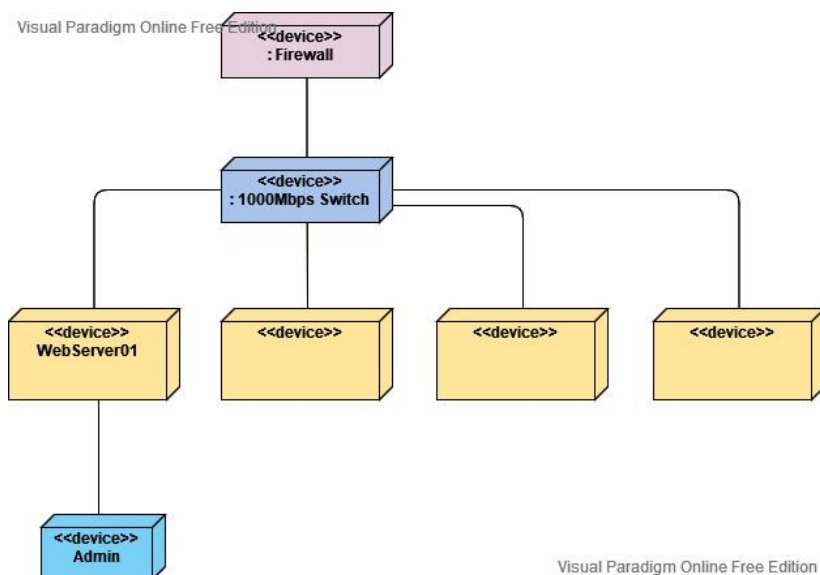 Visual Paradigm Online Free Edition
<<device>>
: Firewall
<<device>>
: 1000Mbps Switch
<<device>>
WebServer01
<<device>>
<<device>>
<<device>>
<<device>>
Admin
Visual Paradigm Online Free Edition